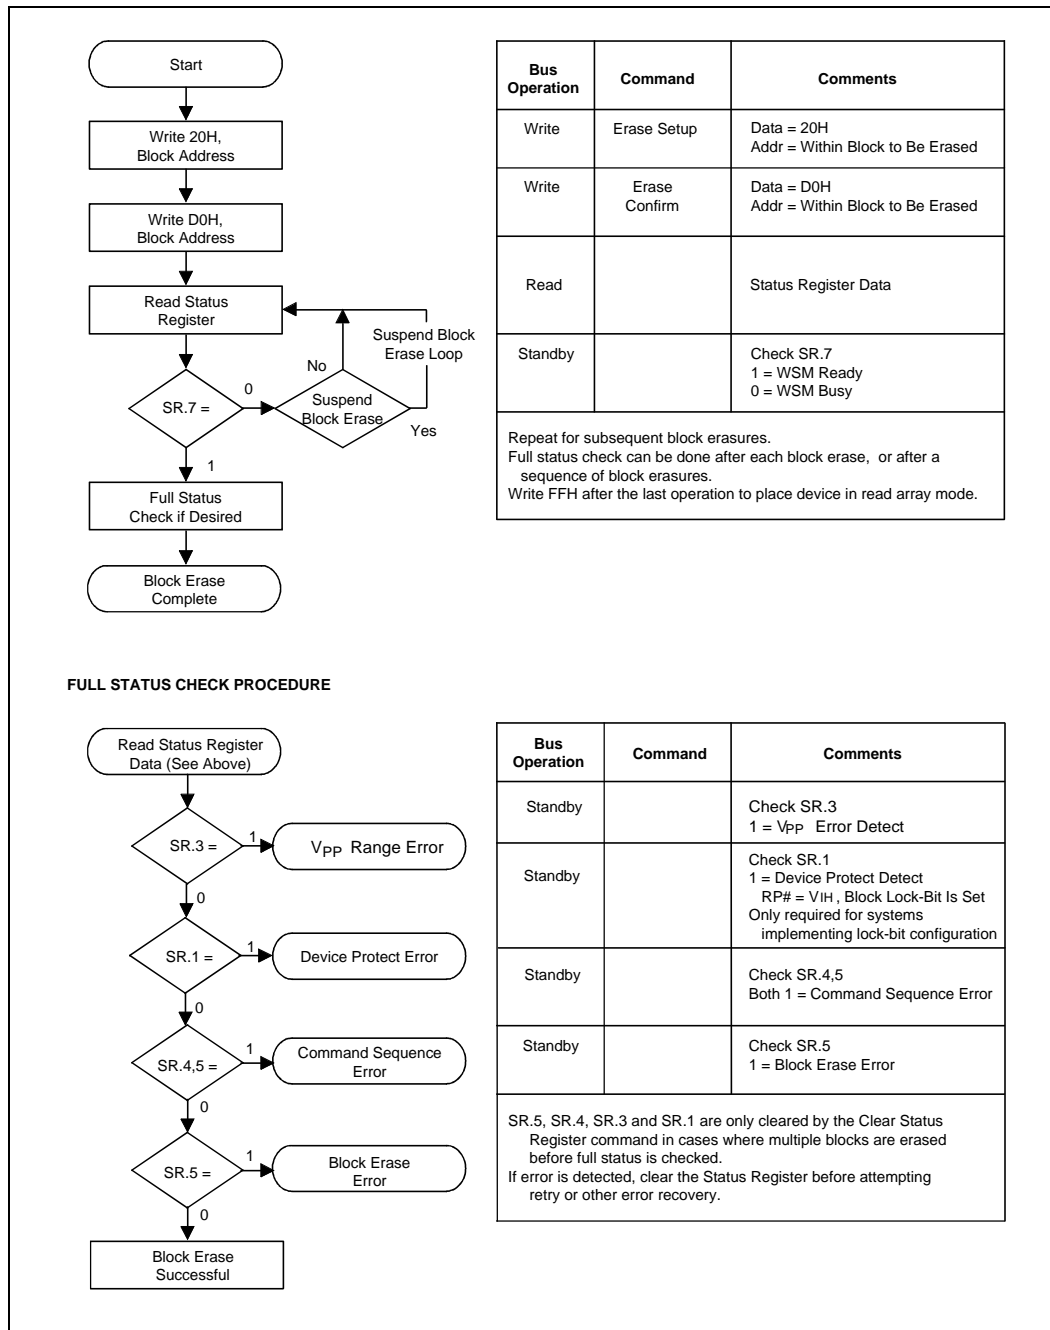 Start
Write 20H,
Block Address
Write D0H,
Block Address
Read Status
Register
Suspend Block
Erase Loop
No
0
SR.7 =
Suspend
Block Erase
Yes
1
Full Status
Check if Desired
Block Erase
Complete
Bus
Operation
Command
Comments
Write
Erase Setup
Data = 20H
Addr = Within Block to Be Erased
Write
Erase
Confirm
Data = D0H
Addr = Within Block to Be Erased
Read
Status Register Data
Standby
Check SR.7
1 = WSM Ready
0 = WSM Busy
Repeat for subsequent block erasures.
Full status check can be done after each block erase, or after a
sequence of block erasures.
Write FFH after the last operation to place device in read array mode.
FULL STATUS CHECK PROCEDURE
Read Status Register
Data (See Above)
SR.3 =
1
VPP Range Error
0
SR.1 =
1
Device Protect Error
0
SR.4,5 =
1
Command Sequence
Error
0
SR.5 =
1
Block Erase
Error
0
Block Erase
Successful
Bus
Operation
Command
Comments
Standby
Check SR.3
1 = VPP Error Detect
Standby
Check SR.1
1 = Device Protect Detect
RP# = VIH , Block Lock-Bit Is Set
Only required for systems
implementing lock-bit configuration
Standby
Check SR.4,5
Both 1 = Command Sequence Error
Standby
Check SR.5
1 = Block Erase Error
SR.5, SR.4, SR.3 and SR.1 are only cleared by the Clear Status
Register command in cases where multiple blocks are erased
before full status is checked.
If error is detected, clear the Status Register before attempting
retry or other error recovery.